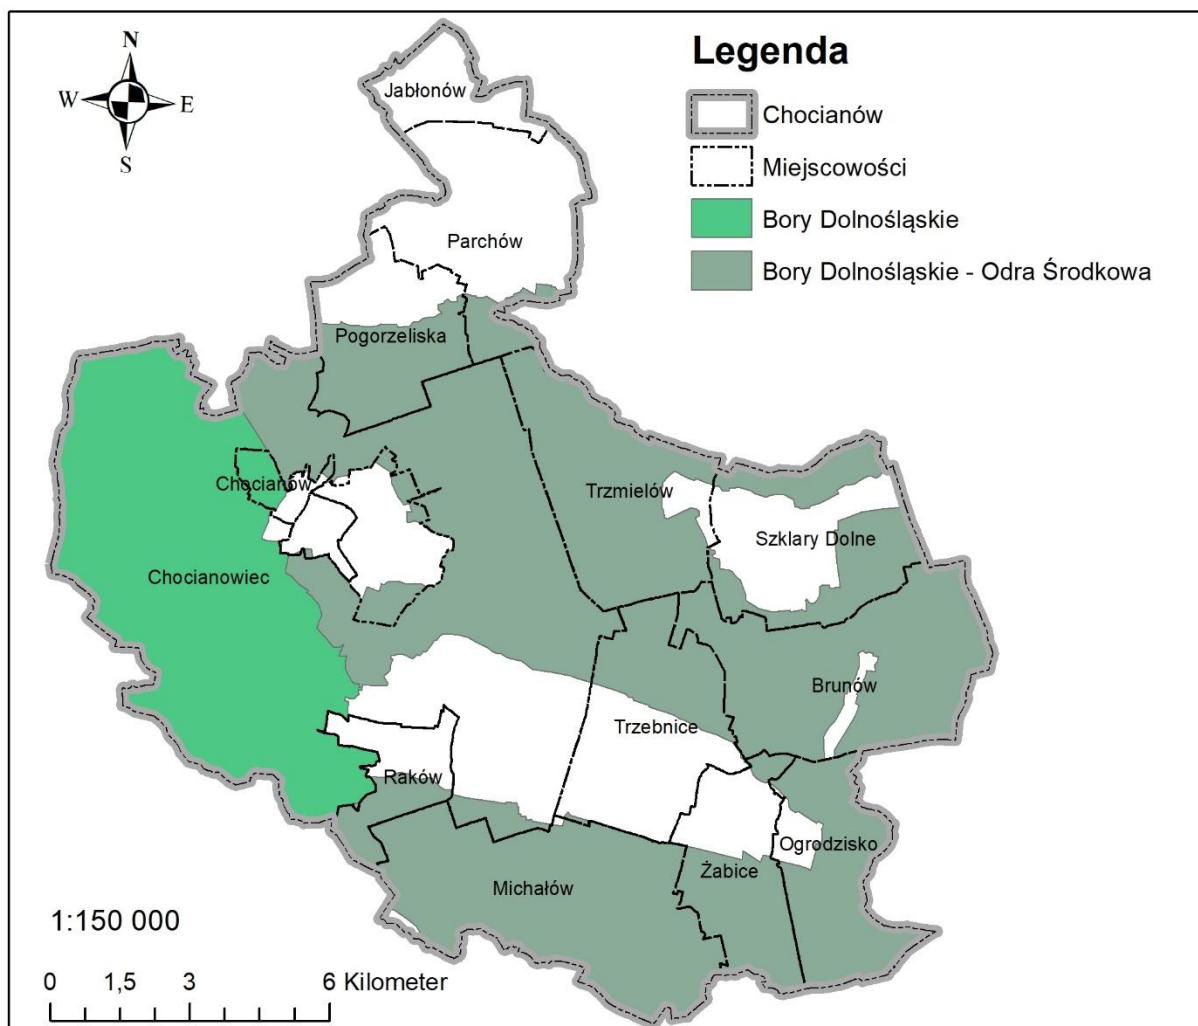 N
W E
S
Legenda
Chocianów
Miejscowości
Bory Dolnośląskie
Bory Dolnośląskie - Odra Środkowa
Jabłonów
Parchów
Pogorzeliska
Chocianów
Trzmielów
Szklary Dolne
Chocianowiec
Brunów
Trzebnice
Raków
Ogrodzisko
Żabice
Michałów
1:150 000
0 1,5 3 6 Kilometer